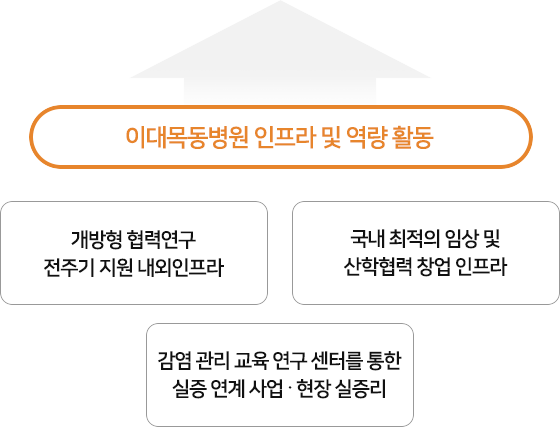 이대목동병원 인프라 및 역량 활동
개방형 협력연구
전주기 지원 내외인프라
국내 최적의 임상 및
산학협력 창업 인프라
감염 관리 교육 연구 센터를 통한
실증 연계 사업 · 현장 실증리